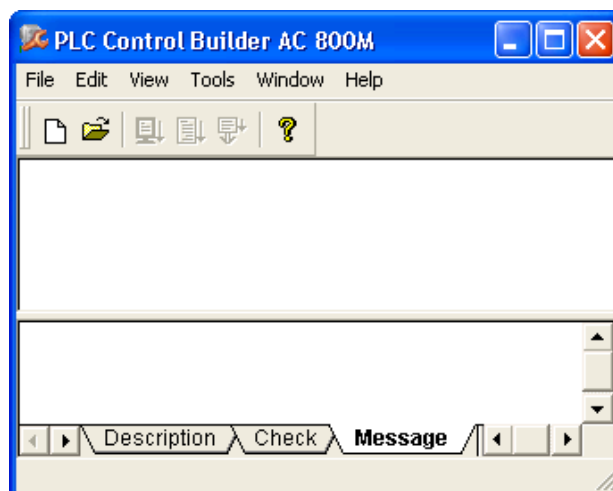 PLC Control Builder AC 800M
File Edit View Tools Window Help
Description Check Message